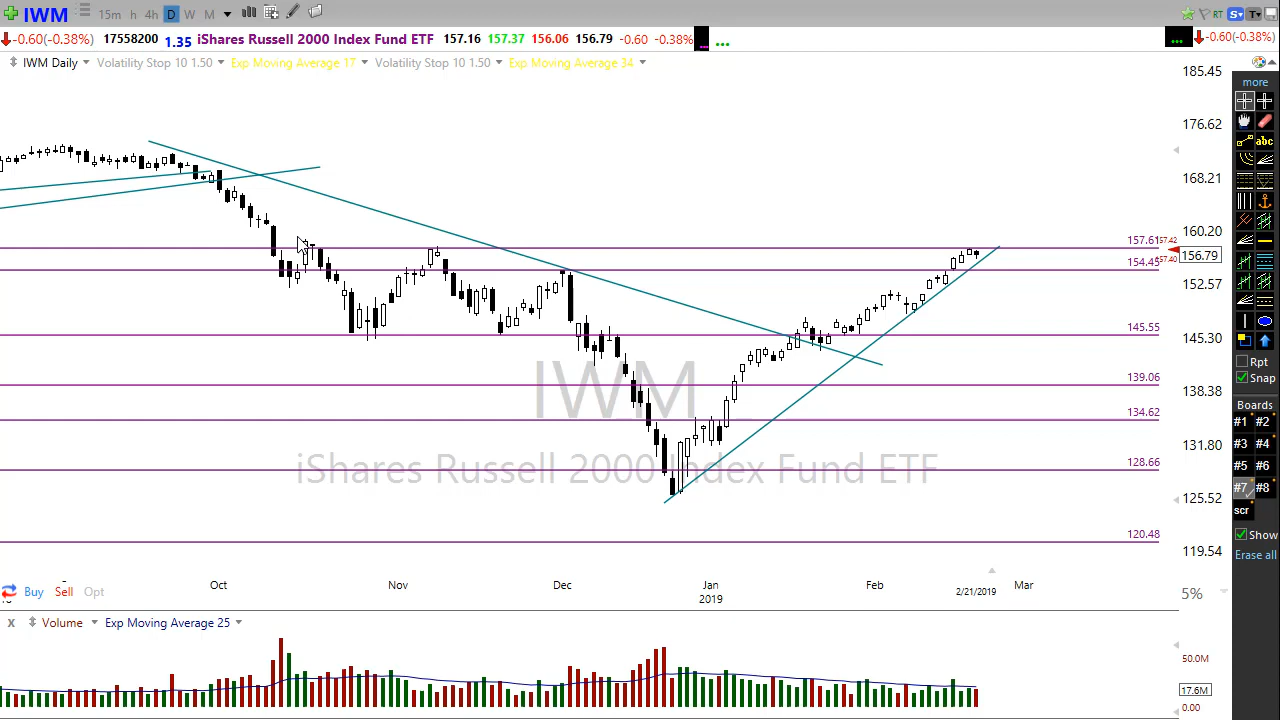 IWM 15m h 4h D W M RT S T
-0.60(-0.38%) 17558200 1.35 iShares Russell 2000 Index Fund ETF 157.16 157.37 156.06 156.79 -0.60 -0.38% ... ... -0.60(-0.38%)
IWM Daily Volatility Stop 10 1.50 Exp Moving Average 17 Volatility Stop 10 1.50 Exp Moving Average 34
185.45
more
176.62
abc
168.21
160.20
157.61 57.42
156.79
154.45 57.40
152.57
145.55
145.30
Rpt
Snap
139.06
138.38
IWM
Boards
134.62
#1 #2
131.80
#3 #4
iShares Russell 2000 Index Fund ETF
128.66
#5 #6
#7 #8
125.52
scr
120.48
Show
119.54
Erase all
Buy Sell Opt
Oct Nov Dec Jan Feb Mar
2019
2/21/2019
5%
x Volume Exp Moving Average 25
50.0M
17.6M
0.00